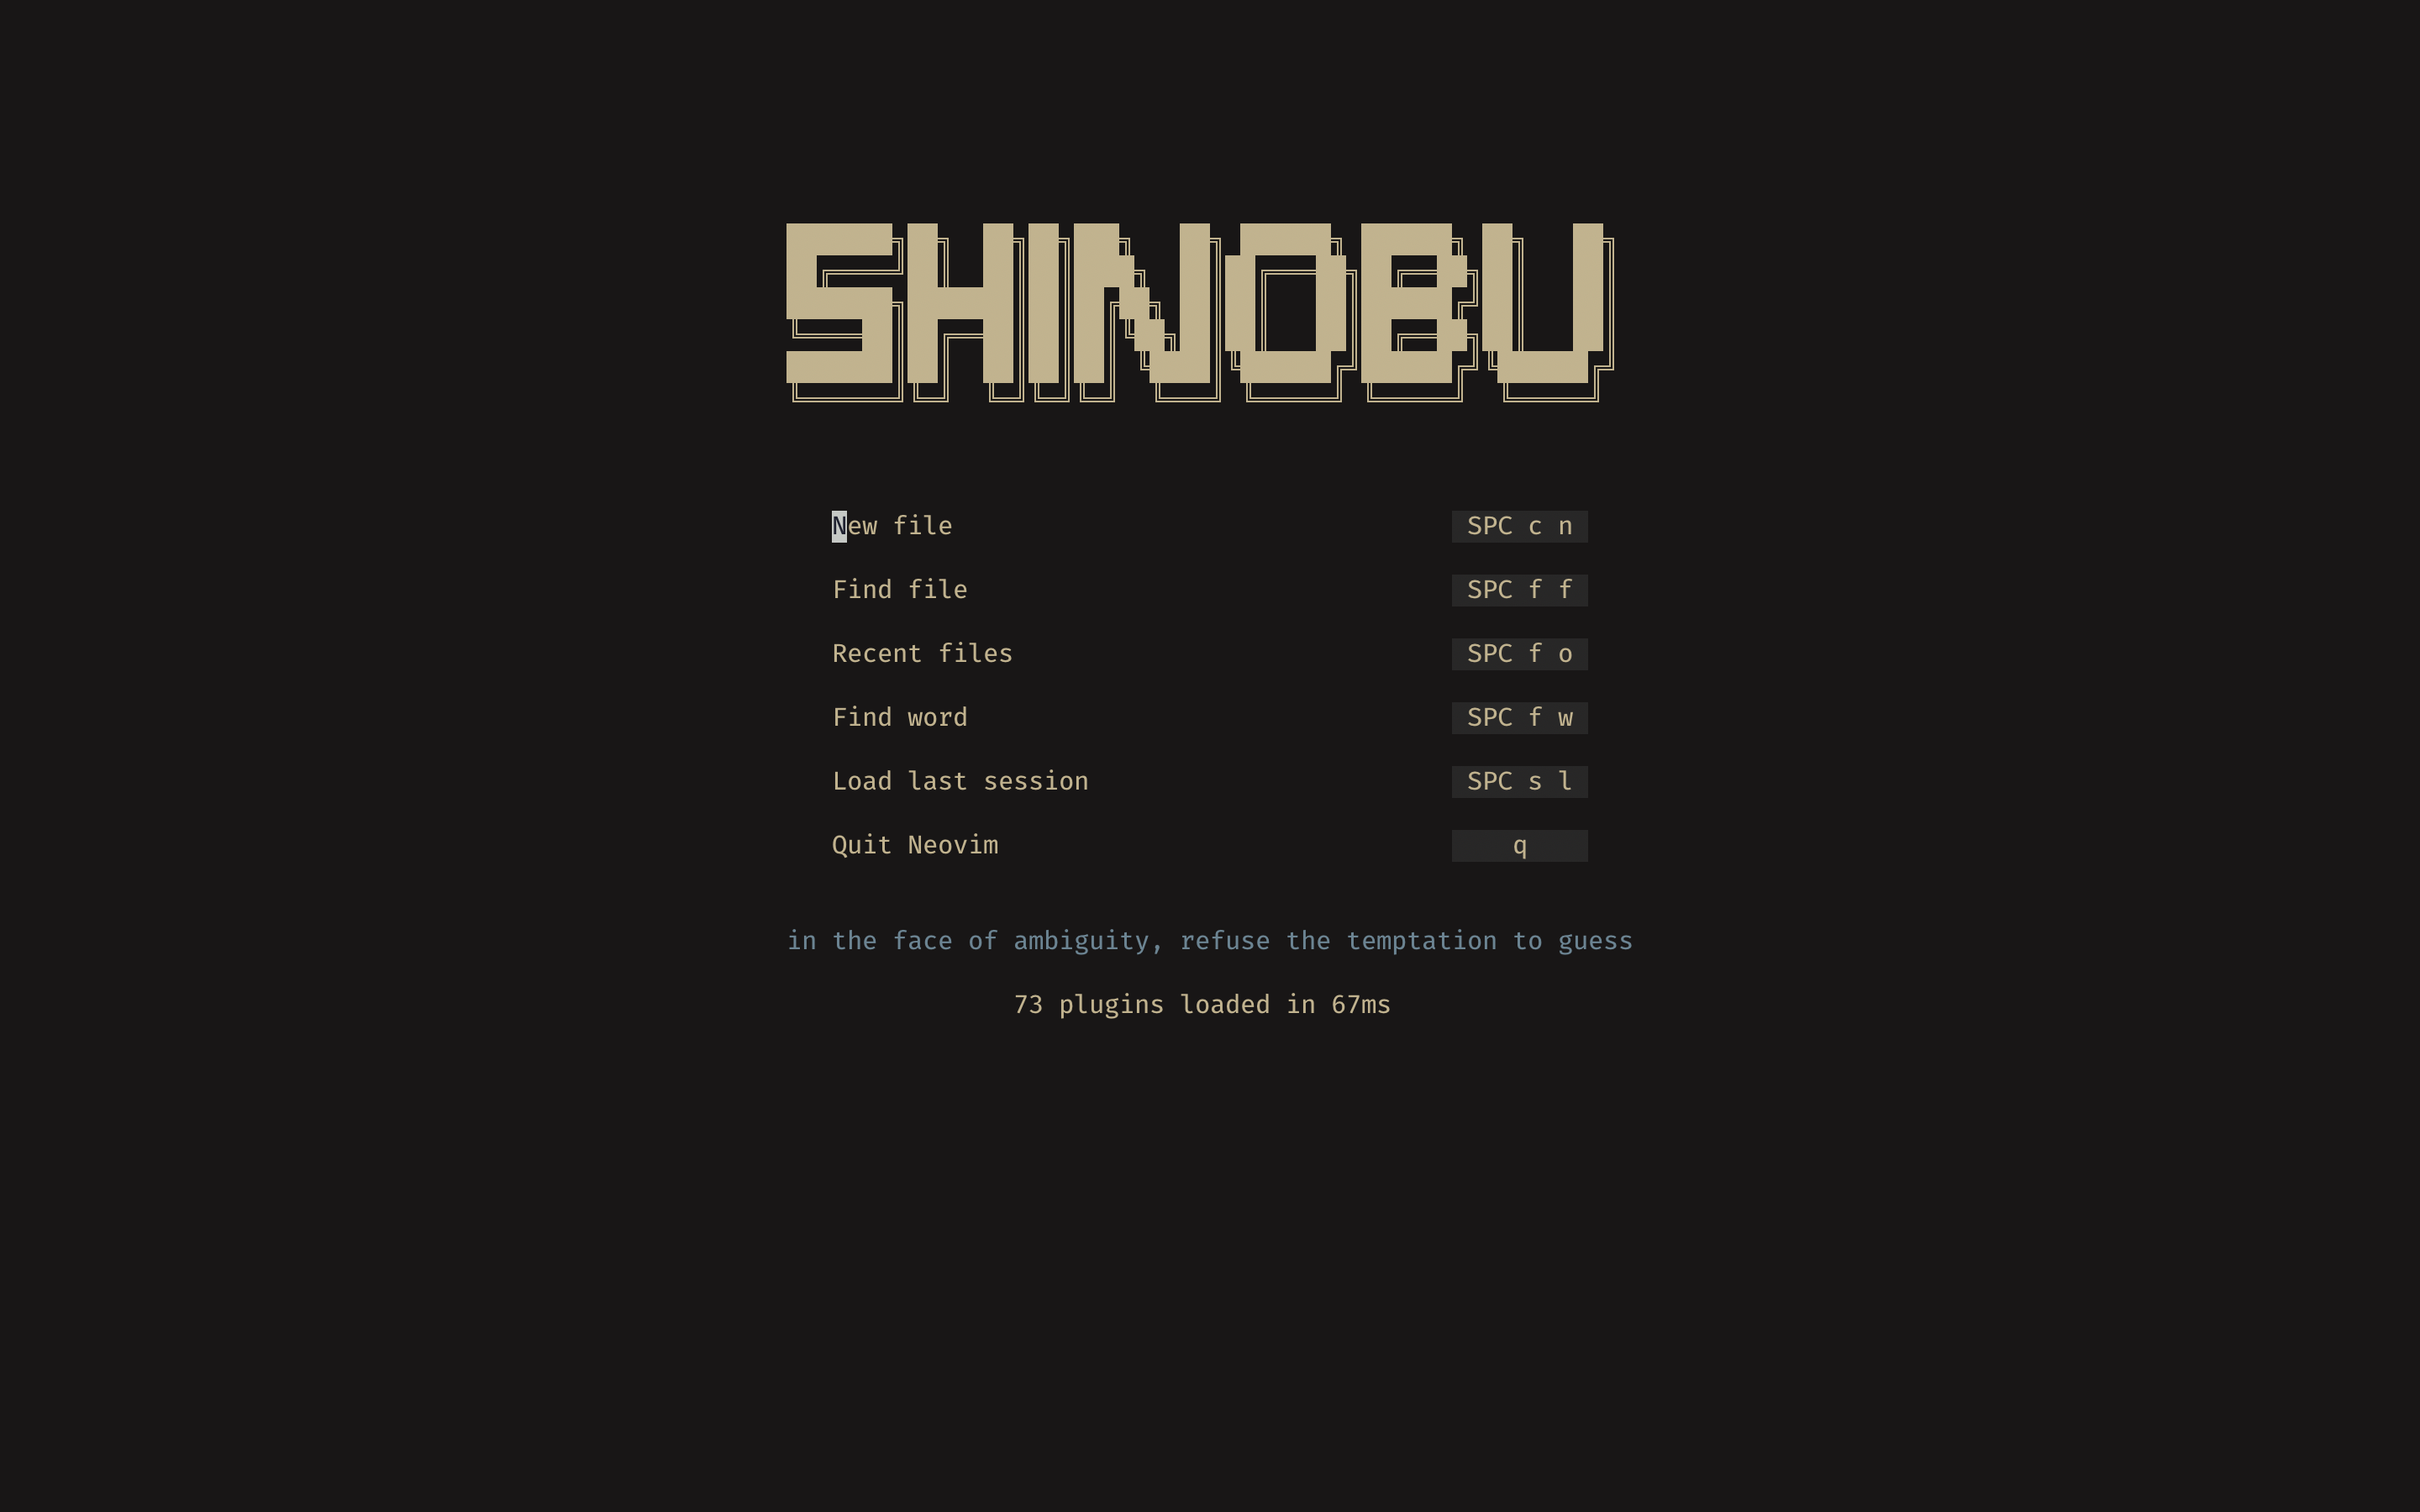 SHINOBU
New file SPC c n
Find file SPC f f
Recent files SPC f o
Find word SPC f w
Load last session SPC s l
Quit Neovim q
in the face of ambiguity, refuse the temptation to guess
73 plugins loaded in 67ms